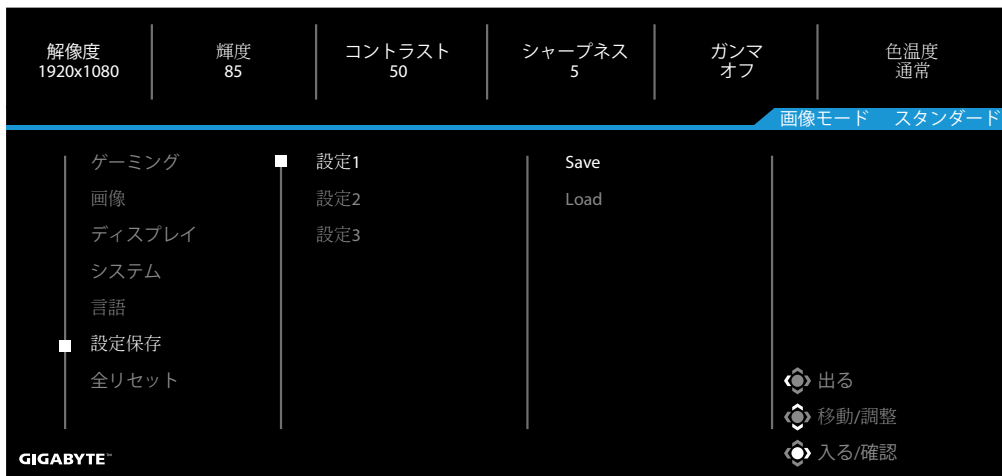 解像度 輝度 コントラスト シャープネス ガンマ 色温度
1920x1080 85 50 5 オフ 通常
画像モード スタンダード
ゲーミング 設定1 Save
画像 設定2 Load
ディスプレイ 設定3
システム
言語
設定保存
全リセット 出る
移動/調整
GIGABYTE™ 入る/確認